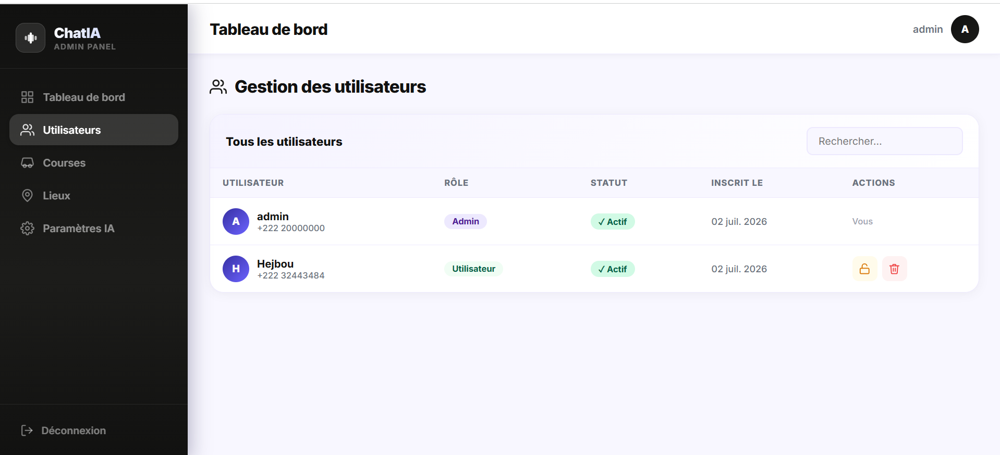 ChatIA
ADMIN PANEL
Tableau de bord
Utilisateurs
Courses
Lieux
Paramètres IA
Déconnexion
Tableau de bord
admin
A
Gestion des utilisateurs
Tous les utilisateurs
Rechercher...
UTILISATEUR RÔLE STATUT INSCRIT LE ACTIONS
A
admin
+222 20000000
Admin
✓ Actif
02 juil. 2026
Vous
H
Hejbou
+222 32443484
Utilisateur
✓ Actif
02 juil. 2026